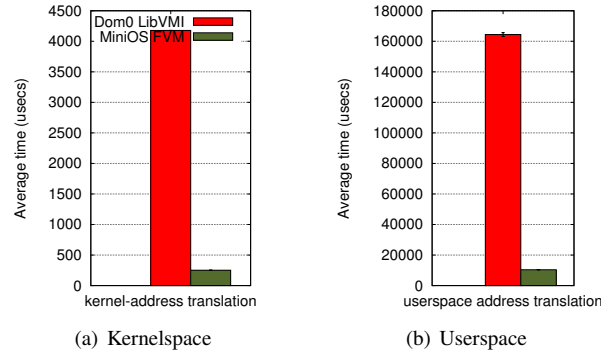 Dom0 LibVMI
MiniOS FVM
Average time (usecs)
4500
4000
3500
3000
2500
2000
1500
1000
500
0
kernel-address translation
(a) Kernelspace
Average time (usecs)
180000
160000
140000
120000
100000
80000
60000
40000
20000
0
userspace address translation
(b) Userspace